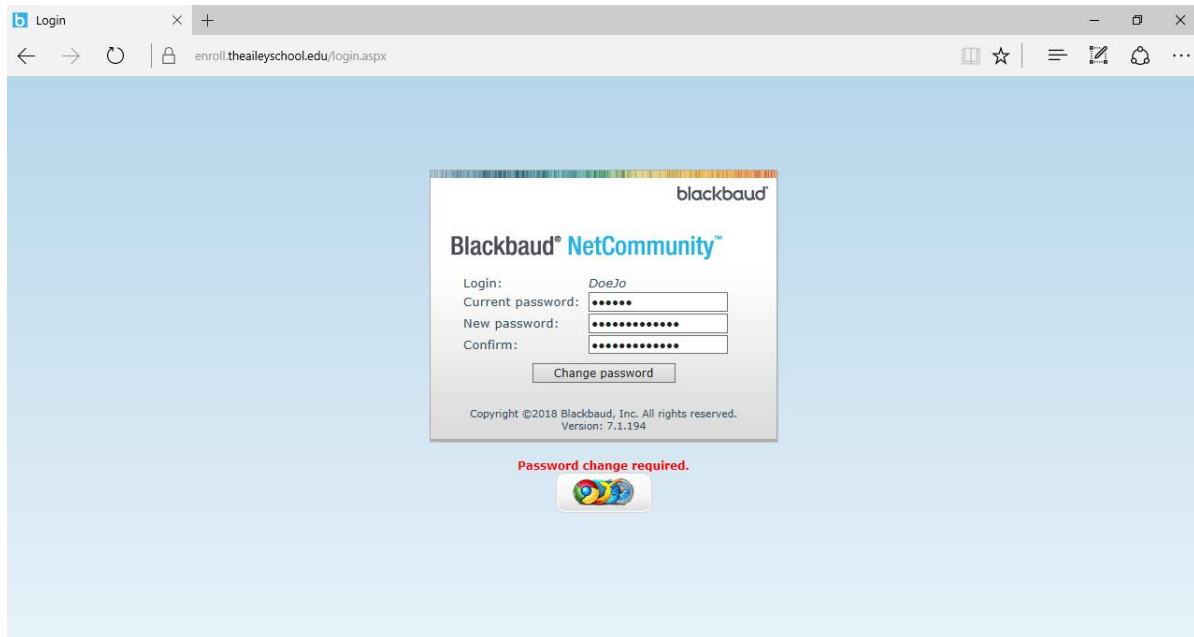 Login
enroll.theaileyschool.edu/login.aspx
blackbaud
Blackbaud® NetCommunity™
Login: DoeJo
Current password: ••••••
New password: •••••••••••••
Confirm: •••••••••••••
Change password
Copyright ©2018 Blackbaud, Inc. All rights reserved.
Version: 7.1.194
Password change required.